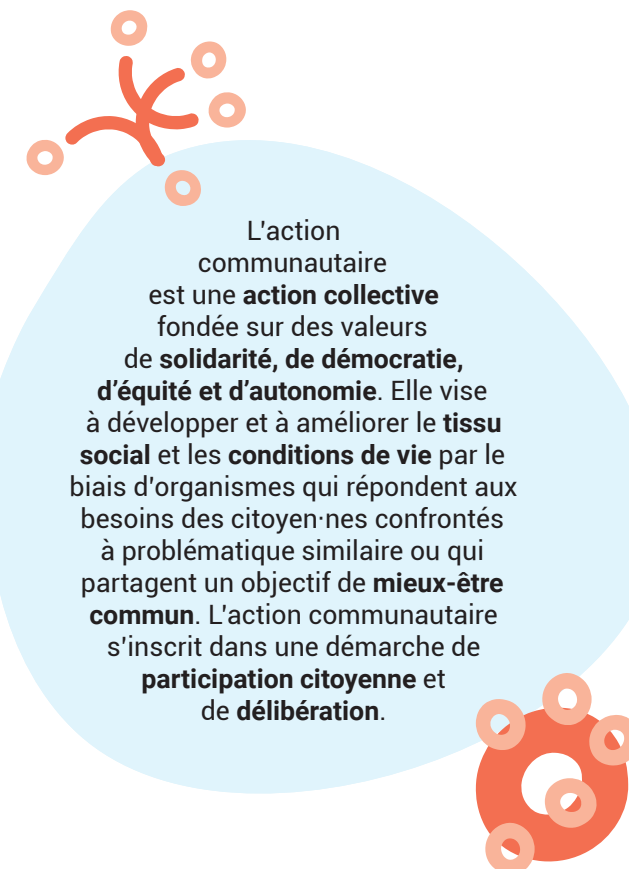 L'action
communautaire
est une action collective
fondée sur des valeurs
de solidarité, de démocratie,
d'équité et d'autonomie. Elle vise
à développer et à améliorer le tissu
social et les conditions de vie par le
biais d'organismes qui répondent aux
besoins des citoyen·nes confrontés
à problématique similaire ou qui
partagent un objectif de mieux-être
commun. L'action communautaire
s'inscrit dans une démarche de
participation citoyenne et
de délibération.